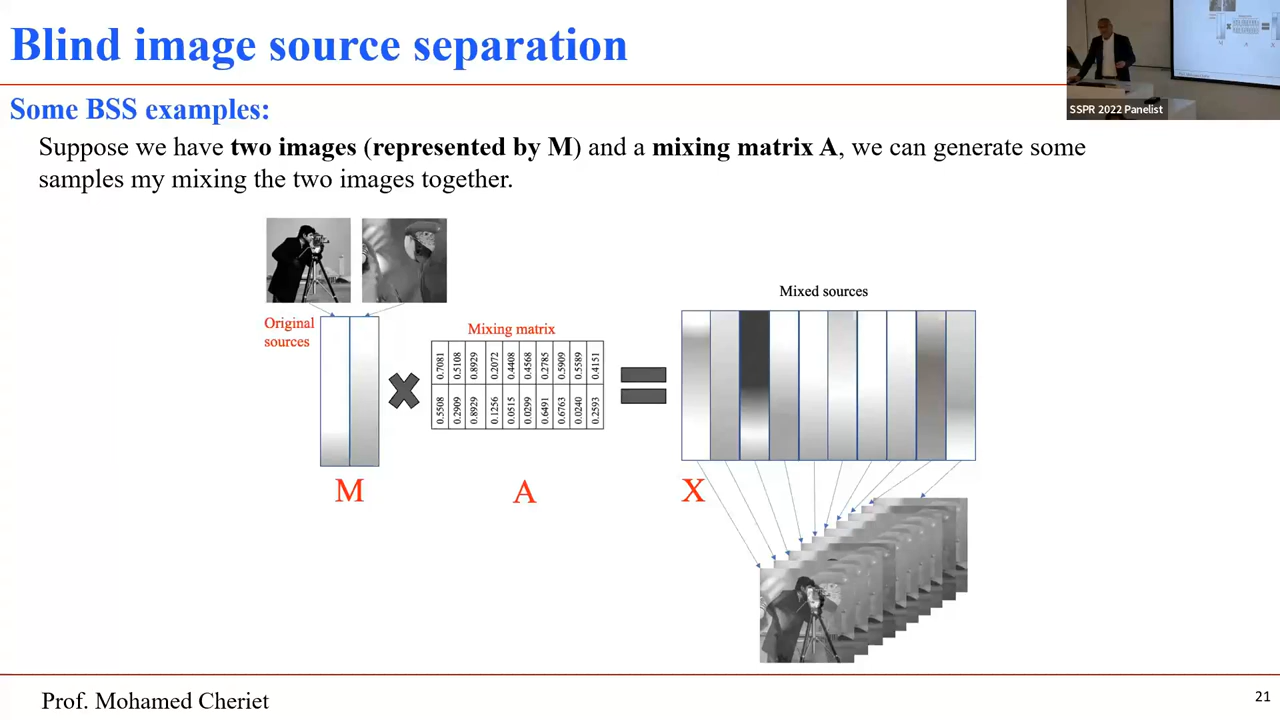 Blind image source separation
SSPR 2022 Panelist
Some BSS examples:
Suppose we have two images (represented by M) and a mixing matrix A, we can generate some
samples my mixing the two images together.
Mixed sources
Original
sources
Mixing matrix
0.7081 0.5108 0.8929 0.2072 0.4408 0.4568 0.2785 0.5909 0.5589 0.4151
0.5508 0.2909 0.8929 0.1256 0.0515 0.0299 0.6491 0.6763 0.0240 0.2593
M
A
X
Prof. Mohamed Cheriet
21